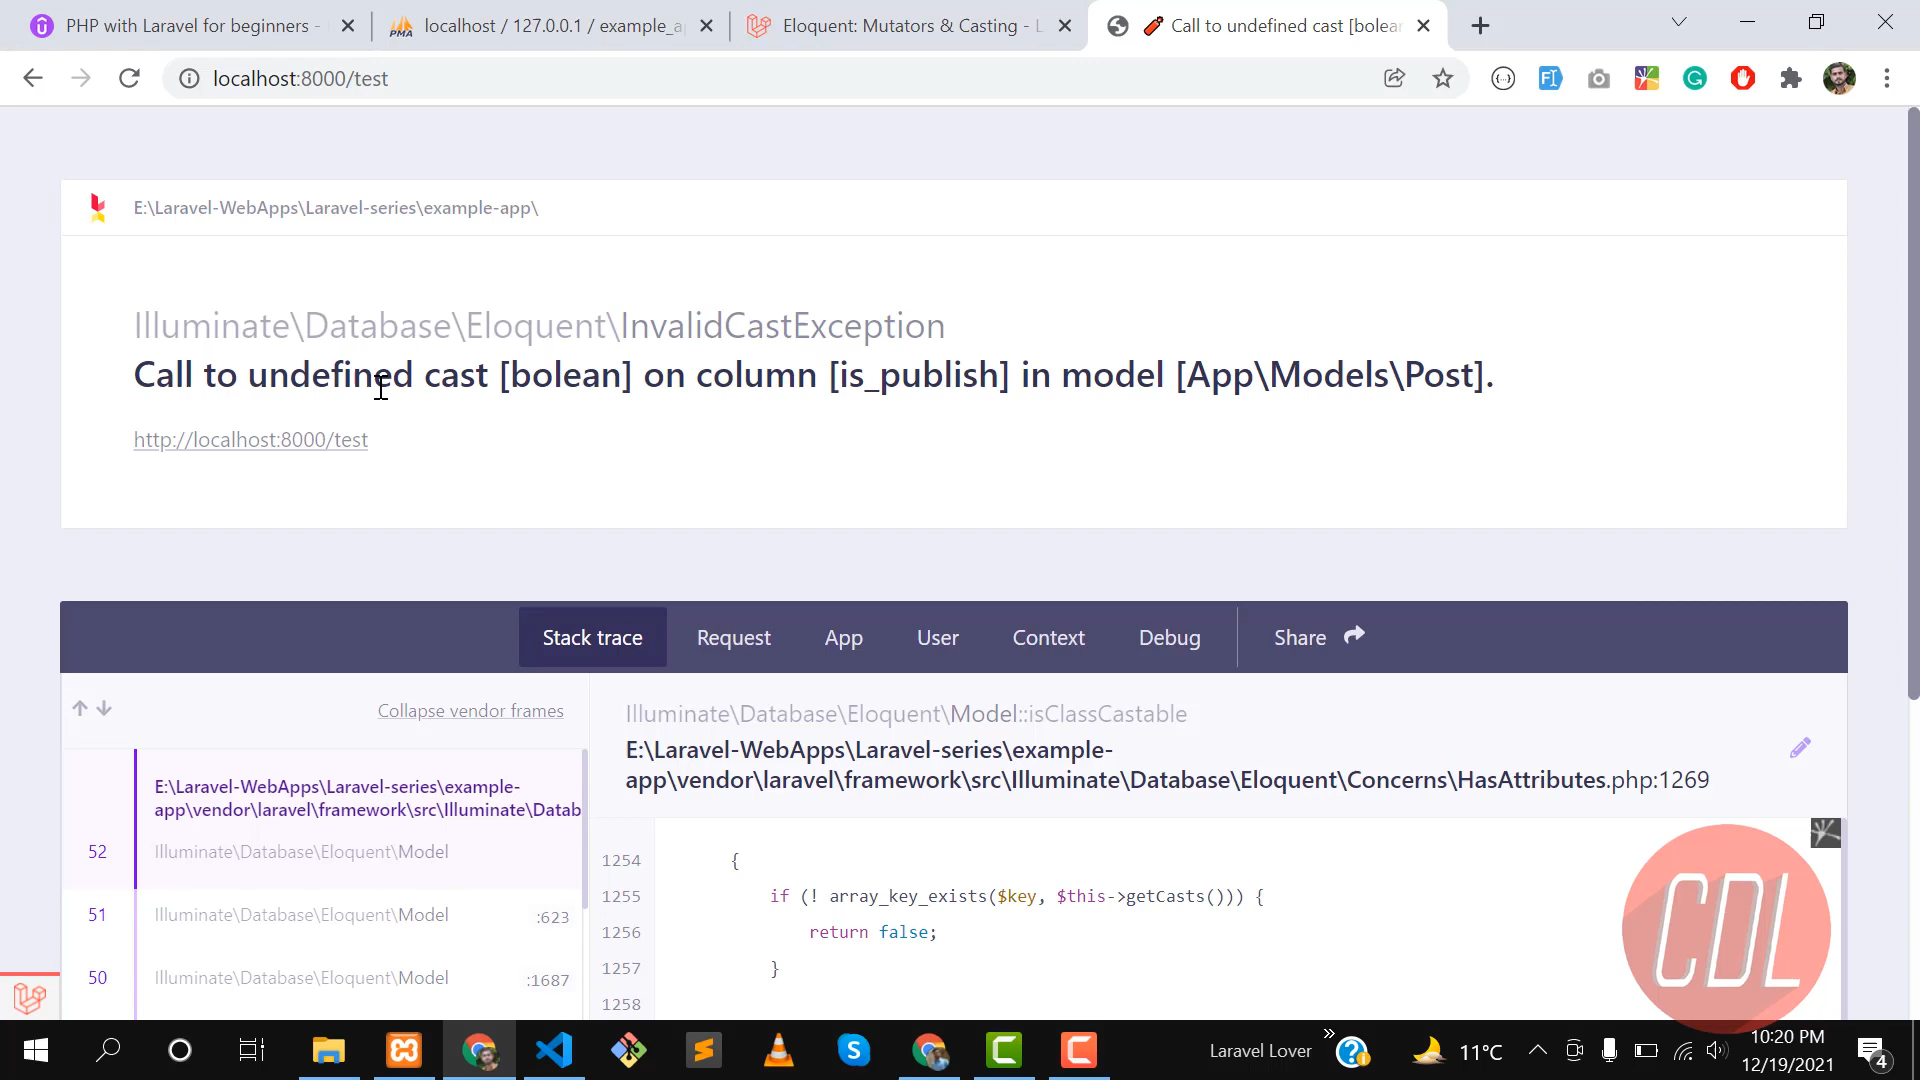 PHP with Laravel for beginners -
localhost / 127.0.0.1 / example_a
Eloquent: Mutators & Casting - L
Call to undefined cast [bolean
localhost:8000/test
E:\Laravel-WebApps\Laravel-series\example-app\
Illuminate\Database\Eloquent\InvalidCastException
Call to undefined cast [bolean] on column [is_publish] in model [App\Models\Post].
http://localhost:8000/test
Stack trace
Request
App
User
Context
Debug
Share
Collapse vendor frames
E:\Laravel-WebApps\Laravel-series\example-
app\vendor\laravel\framework\src\Illuminate\Datab
52
Illuminate\Database\Eloquent\Model
51
Illuminate\Database\Eloquent\Model
:623
50
Illuminate\Database\Eloquent\Model
:1687
Illuminate\Database\Eloquent\Model::isClassCastable
E:\Laravel-WebApps\Laravel-series\example-
app\vendor\laravel\framework\src\Illuminate\Database\Eloquent\Concerns\HasAttributes.php:1269
1254 {
1255 if (! array_key_exists($key, $this->getCasts())) {
1256 return false;
1257 }
1258
CDL
Laravel Lover
11°C
10:20 PM
12/19/2021
4